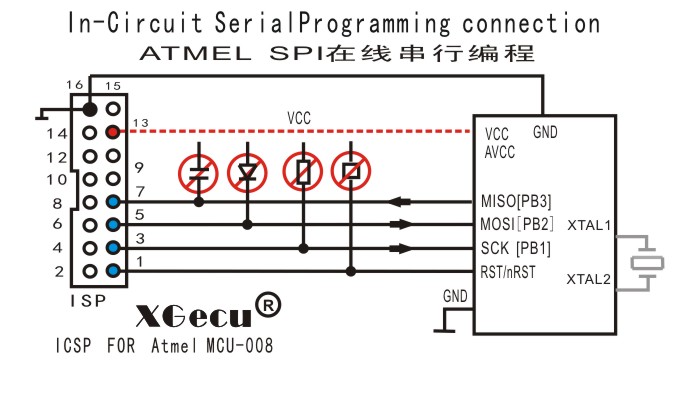 In-Circuit SerialProgramming connection
ATMEL SPI在线串行编程
16 15
13
VCC
14
VCC GND
AVCC
12
9
10
7
8
MISO[PB3]
5
6
MOSI[PB2] XTAL1
3
4
SCK [PB1]
1
2
RST/nRST XTAL2
GND
ISP
XGecu®
ICSP FOR Atmel MCU-008